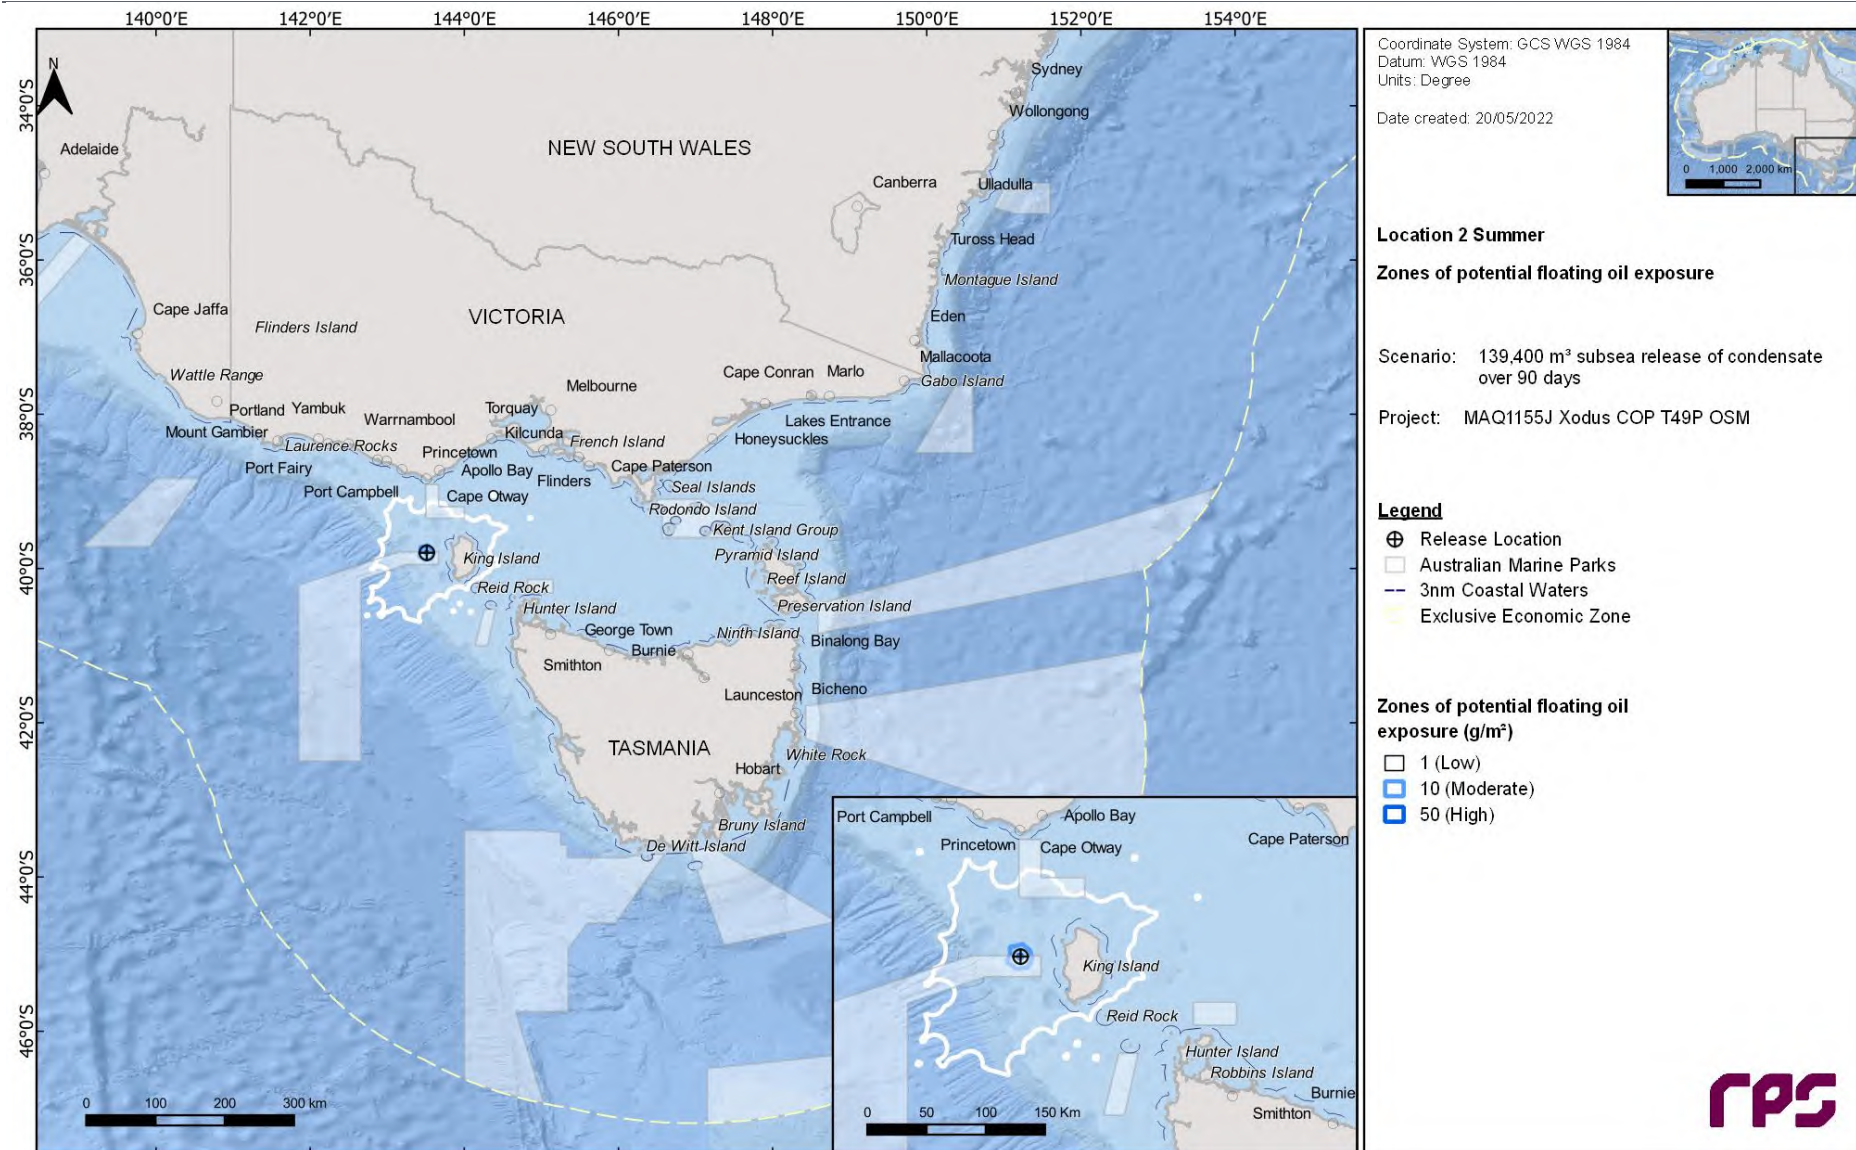 140°0'E 142°0'E 144°0'E 146°0'E 148°0'E 150°0'E 152°0'E 154°0'E
34°0'S
36°0'S
38°0'S
40°0'S
42°0'S
44°0'S
46°0'S
N
Sydney
Wollongong
NEW SOUTH WALES
Adelaide
Canberra
Ulladulla
Tuross Head
Montague Island
Cape Jaffa
Flinders Island
VICTORIA
Eden
Mallacoota
Wattle Range
Melbourne
Cape Conran
Marlo
Gabo Island
Portland
Yambuk
Warrnambool
Torquay
Lakes Entrance
Mount Gambier
Laurence Rocks
Kilcunda
French Island
Honeysuckles
Princetown
Port Fairy
Apollo Bay
Flinders
Cape Paterson
Port Campbell
Cape Otway
Seal Islands
Rodondo Island
Kent Island Group
King Island
Pyramid Island
Reef Island
Reid Rock
Hunter Island
Preservation Island
George Town
Ninth Island
Binalong Bay
Burnie
Smithton
Launceston
Bicheno
TASMANIA
White Rock
Hobart
Bruny Island
De Witt Island
0 100 200 300 km
Port Campbell
Apollo Bay
Princetown
Cape Otway
Cape Paterson
King Island
Reid Rock
Hunter Island
Robbins Island
Burnie
Smithton
0 50 100 150 Km
Coordinate System: GCS WGS 1984
Datum: WGS 1984
Units: Degree
Date created: 20/05/2022
0 1,000 2,000 km
Location 2 Summer
Zones of potential floating oil exposure
Scenario: 139,400 m³ subsea release of condensate
over 90 days
Project: MAQ1155J Xodus COP T49P OSM
Legend
Release Location
Australian Marine Parks
3nm Coastal Waters
Exclusive Economic Zone
Zones of potential floating oil
exposure (g/m²)
1 (Low)
10 (Moderate)
50 (High)
rps